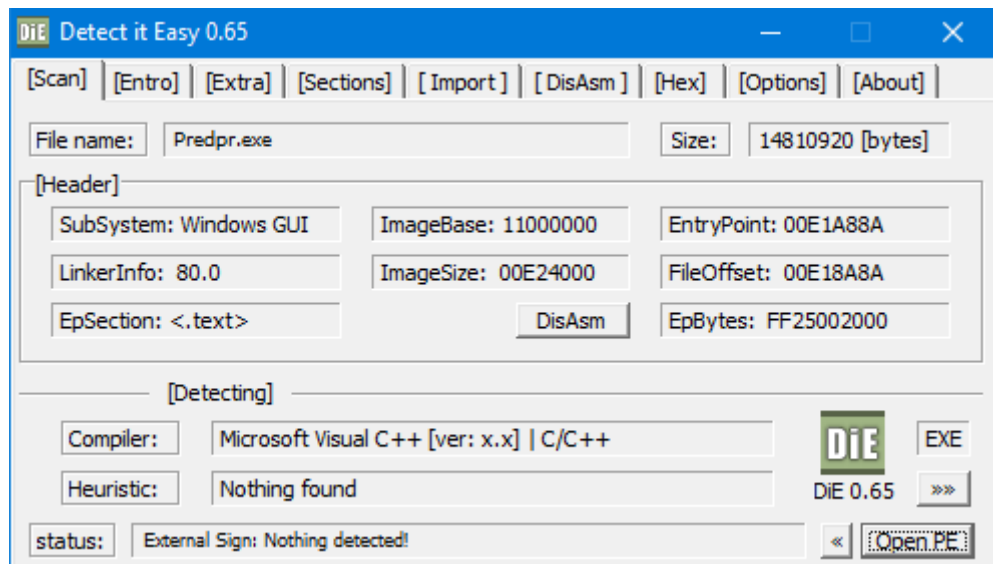 DiE Detect it Easy 0.65
[Scan] [Entro] [Extra] [Sections] [ Import ] [ DisAsm ] [Hex] [Options] [About]
File name: Predpr.exe Size: 14810920 [bytes]
[Header]
SubSystem: Windows GUI ImageBase: 11000000 EntryPoint: 00E1A88A
LinkerInfo: 80.0 ImageSize: 00E24000 FileOffset: 00E18A8A
EpSection: <.text> DisAsm EpBytes: FF25002000
[Detecting]
Compiler: Microsoft Visual C++ [ver: x.x] | C/C++ DiE EXE
Heuristic: Nothing found DiE 0.65 »»
status: External Sign: Nothing detected! « Open PE